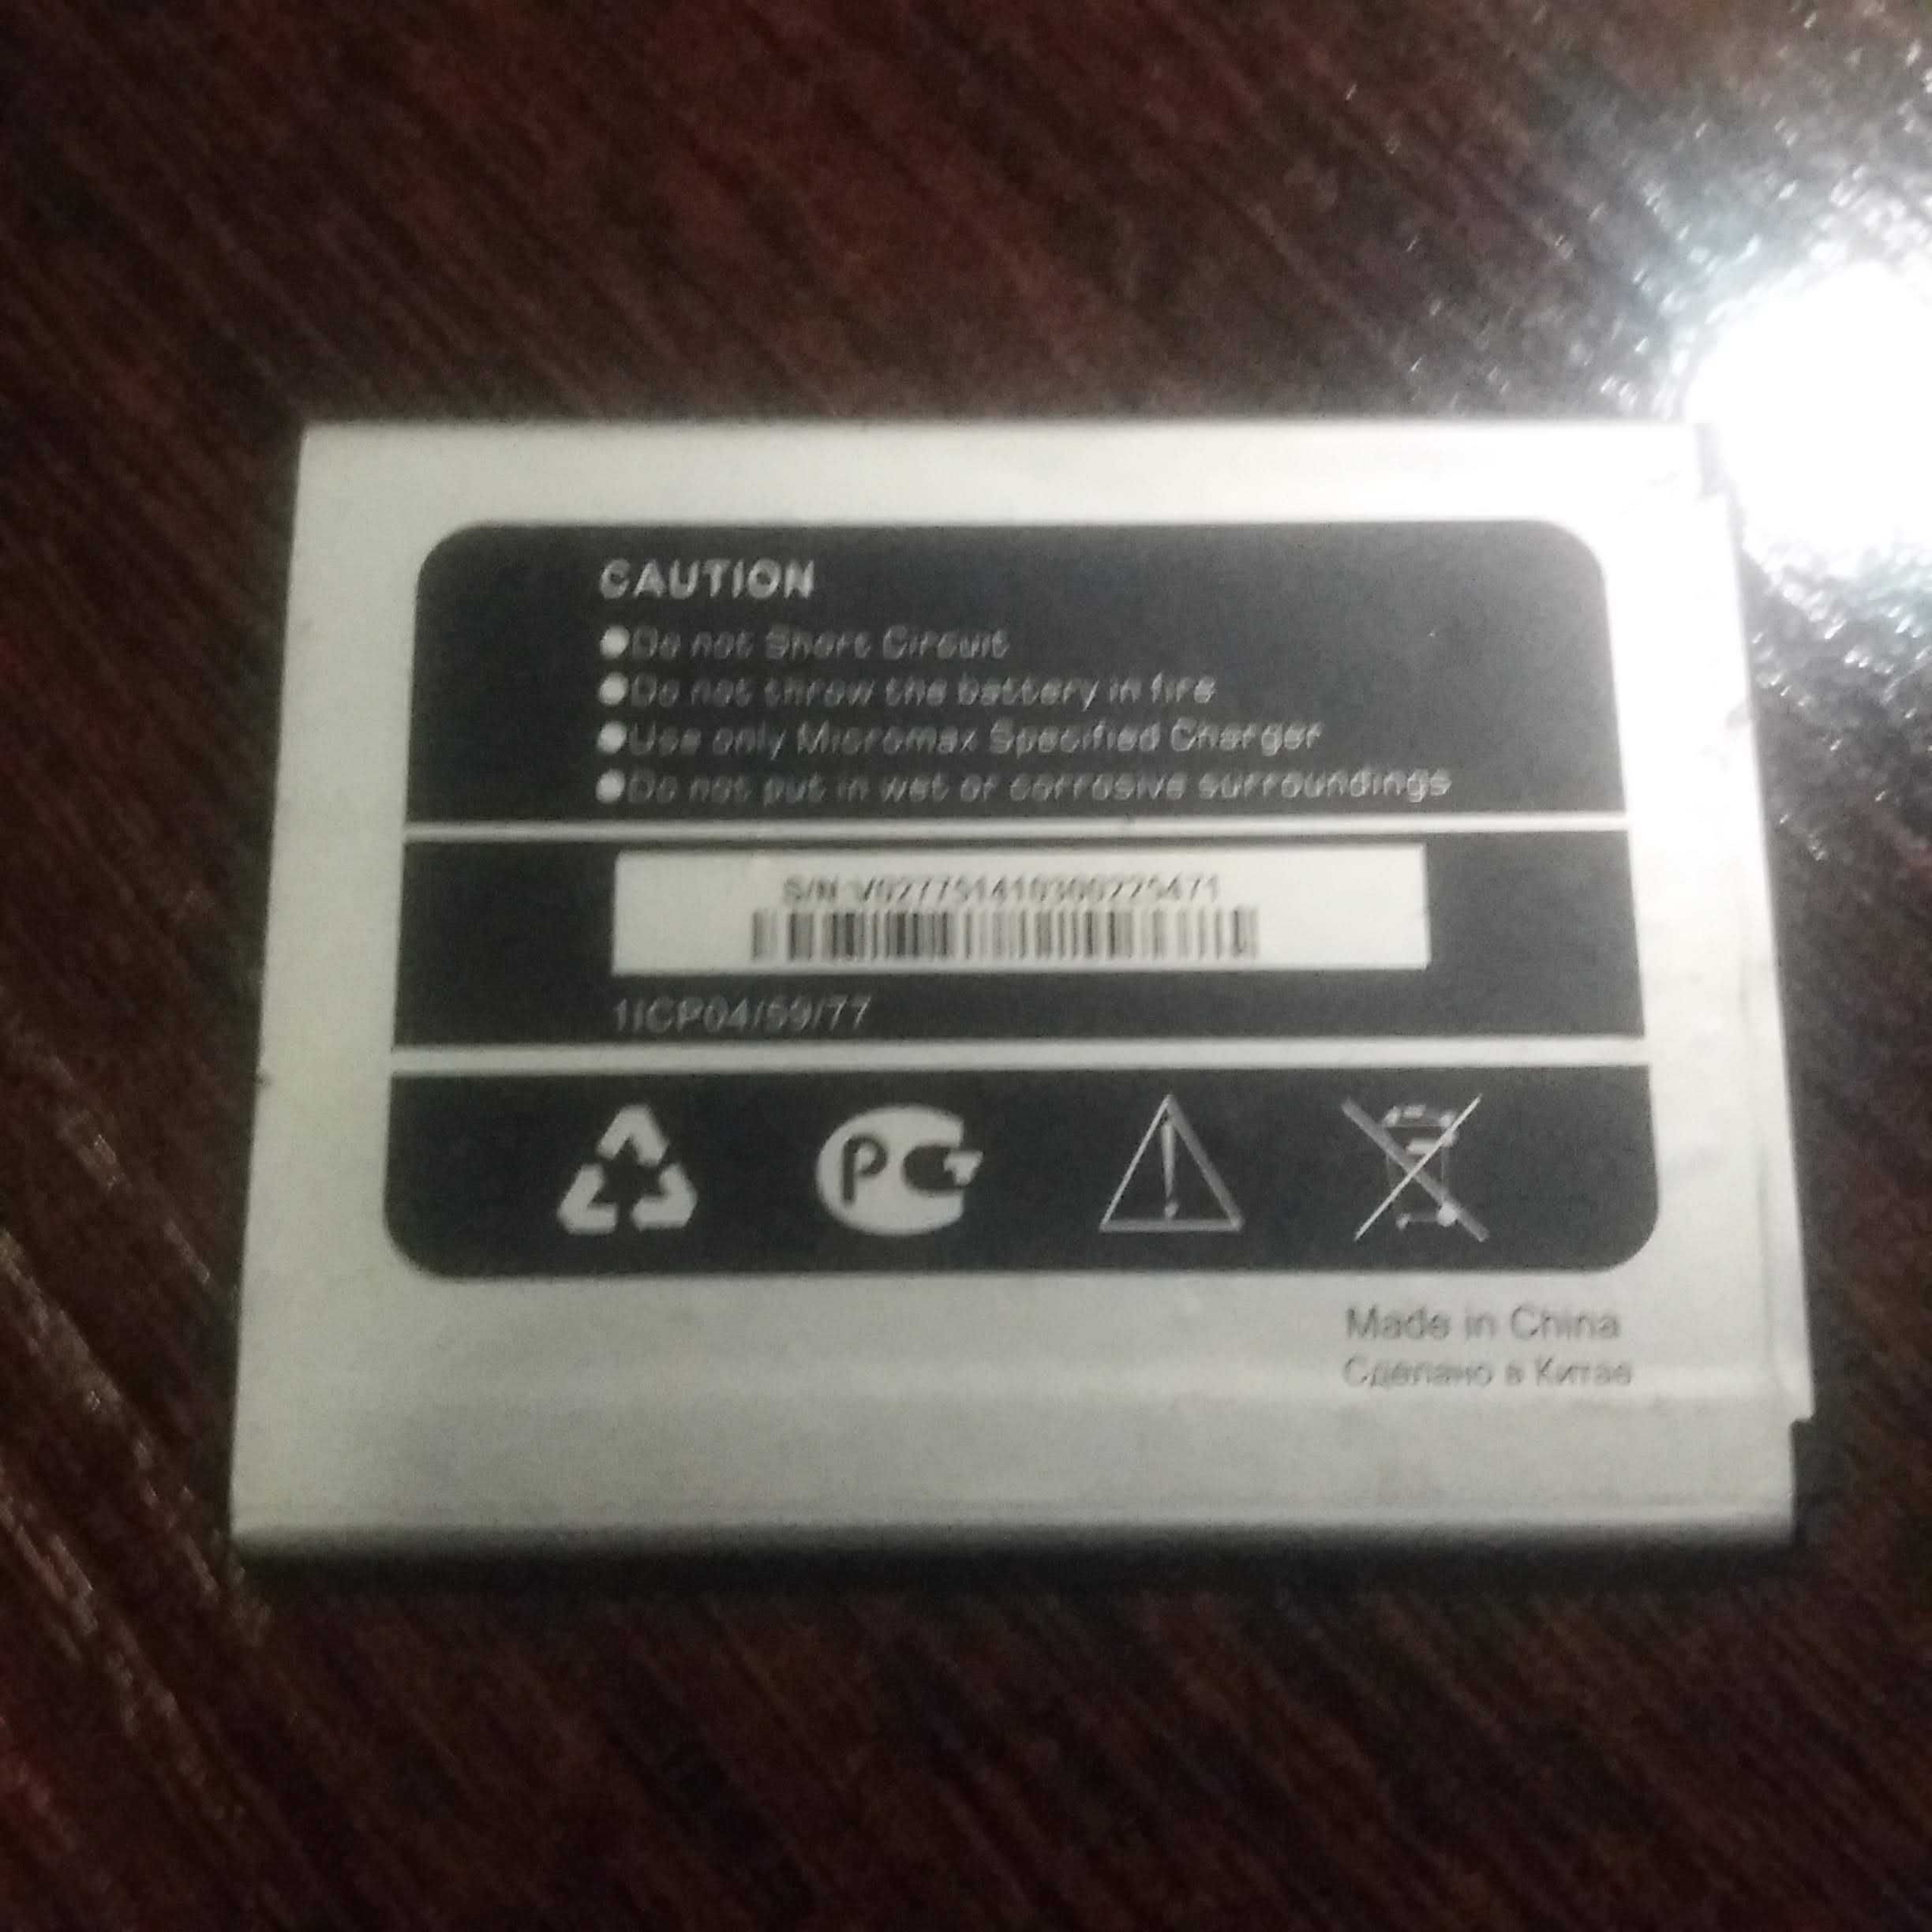 CAUTION
●Do not Short Circuit
●Do not throw the battery in fire
●Use only Micromax Specified Charger
●Do not put in wet or corrosive surroundings
S/N:
1ICP04/59/77
PCT
Made in China
Сделано в Китае